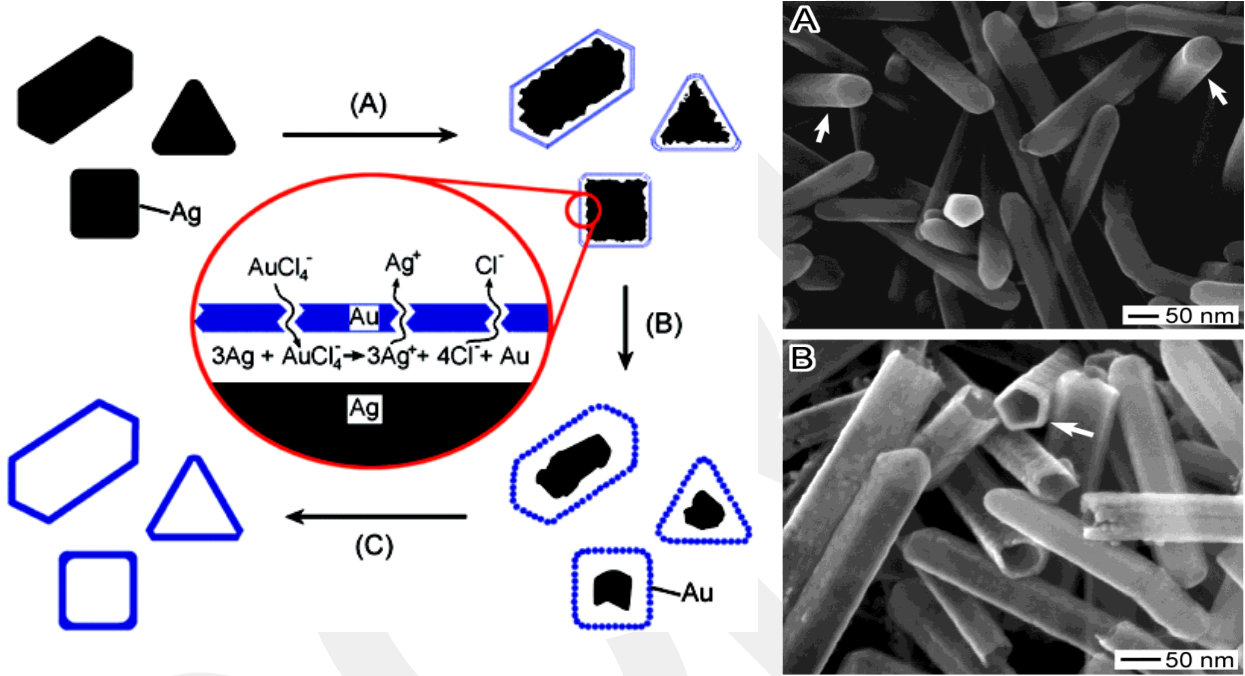 (A)
Ag
AuCl₄⁻
Ag⁺
Cl⁻
Au
3Ag + AuCl₄⁻→3Ag⁺+ 4Cl⁻+ Au
Ag
(B)
Au
(C)
A
50 nm
B
50 nm